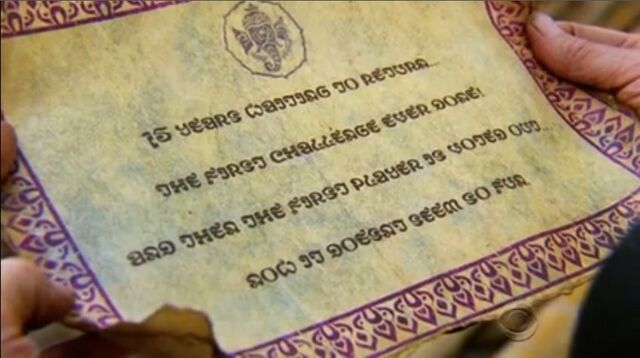 15 YEARS WAITING TO RETURN...
THE FIRST CHALLENGE EVER DONE!
AND THEN THE FIRST PLAYER IS VOTED OUT...
NOW IT DOESNT SEEM SO FUN